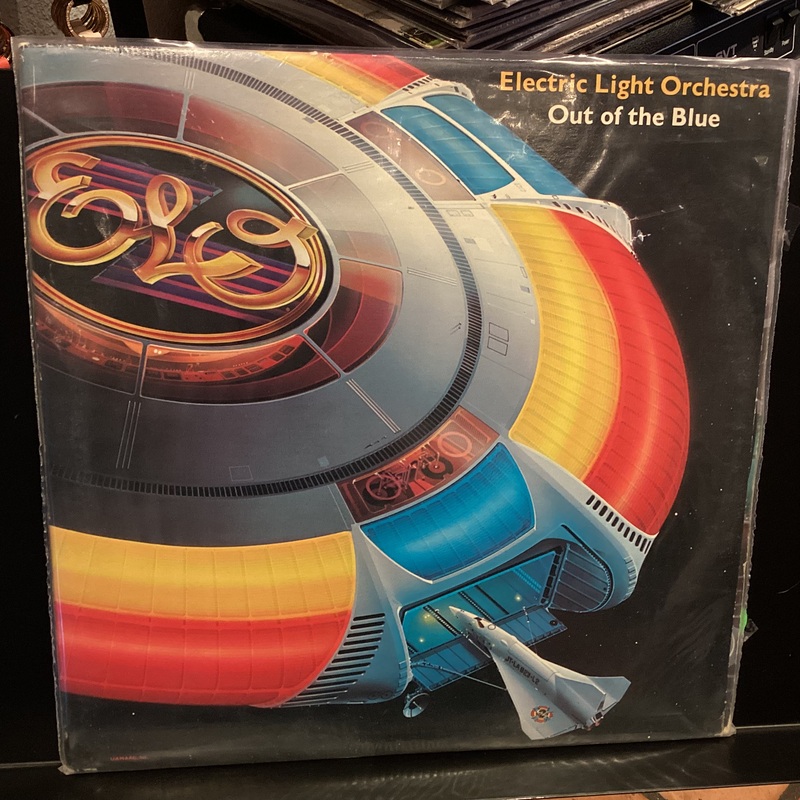 Electric Light Orchestra
Out of the Blue
ELO